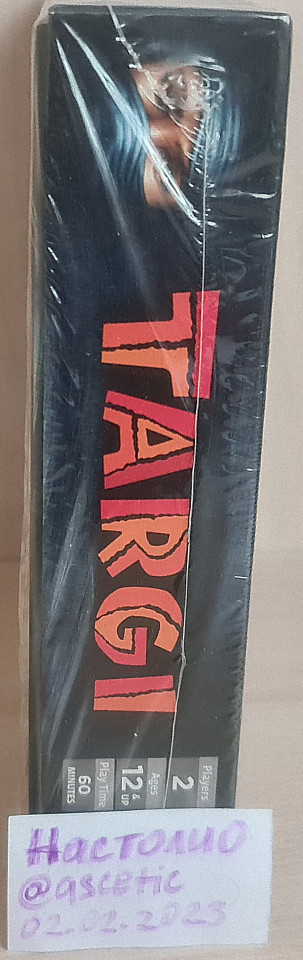 TARGI
Players
2
Ages
12 & UP
Play Time
60
MINUTES
Настолио
@ascetic
02.02.2023